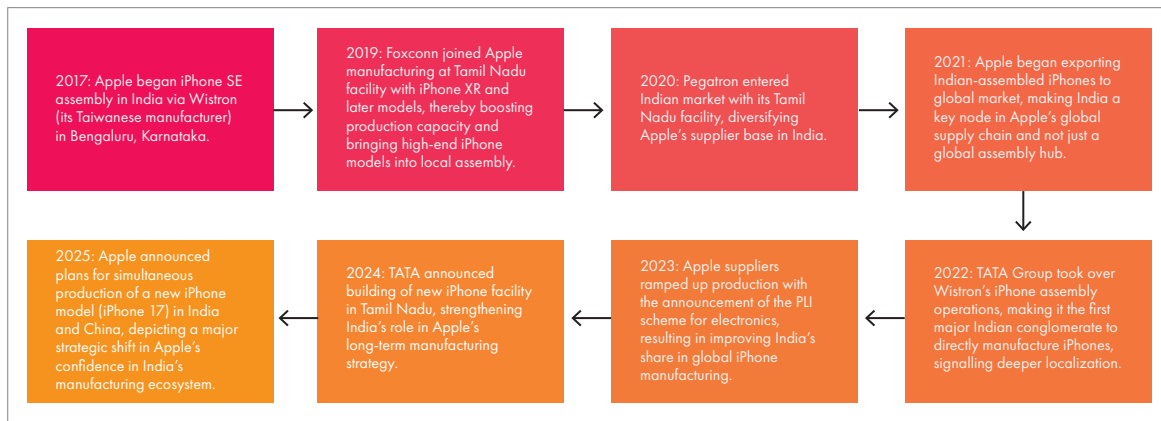 2017: Apple began iPhone SE
assembly in India via Wistron
(its Taiwanese manufacturer)
in Bengaluru, Karnataka.
2019: Foxconn joined Apple
manufacturing at Tamil Nadu
facility with iPhone XR and
later models, thereby boosting
production capacity and
bringing high-end iPhone
models into local assembly.
2020: Pegatron entered
Indian market with its Tamil
Nadu facility, diversifying
Apple's supplier base in India.
2021: Apple began exporting
Indian-assembled iPhones to
global market, making India a
key node in Apple's global
supply chain and not just a
global assembly hub.
2022: TATA Group took over
Wistron's iPhone assembly
operations, making it the first
major Indian conglomerate to
directly manufacture iPhones,
signalling deeper localization.
2023: Apple suppliers
ramped up production with
the announcement of the PLI
scheme for electronics,
resulting in improving India's
share in global iPhone
manufacturing.
2024: TATA announced
building of new iPhone facility
in Tamil Nadu, strengthening
India's role in Apple's
long-term manufacturing
strategy.
2025: Apple announced
plans for simultaneous
production of a new iPhone
model (iPhone 17) in India
and China, depicting a major
strategic shift in Apple's
confidence in India's
manufacturing ecosystem.